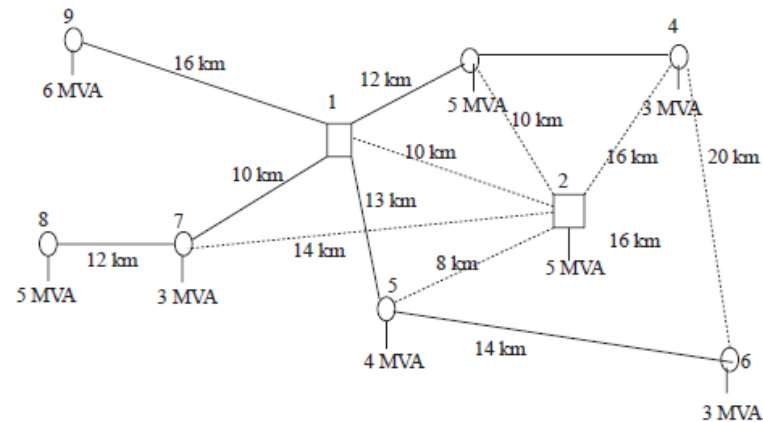 9
16 km
6 MVA
1
12 km
5 MVA
4
3 MVA
10 km
10 km
16 km
20 km
10 km
2
13 km
8
7
14 km
16 km
12 km
8 km
5 MVA
5 MVA
3 MVA
5
4 MVA
14 km
6
3 MVA